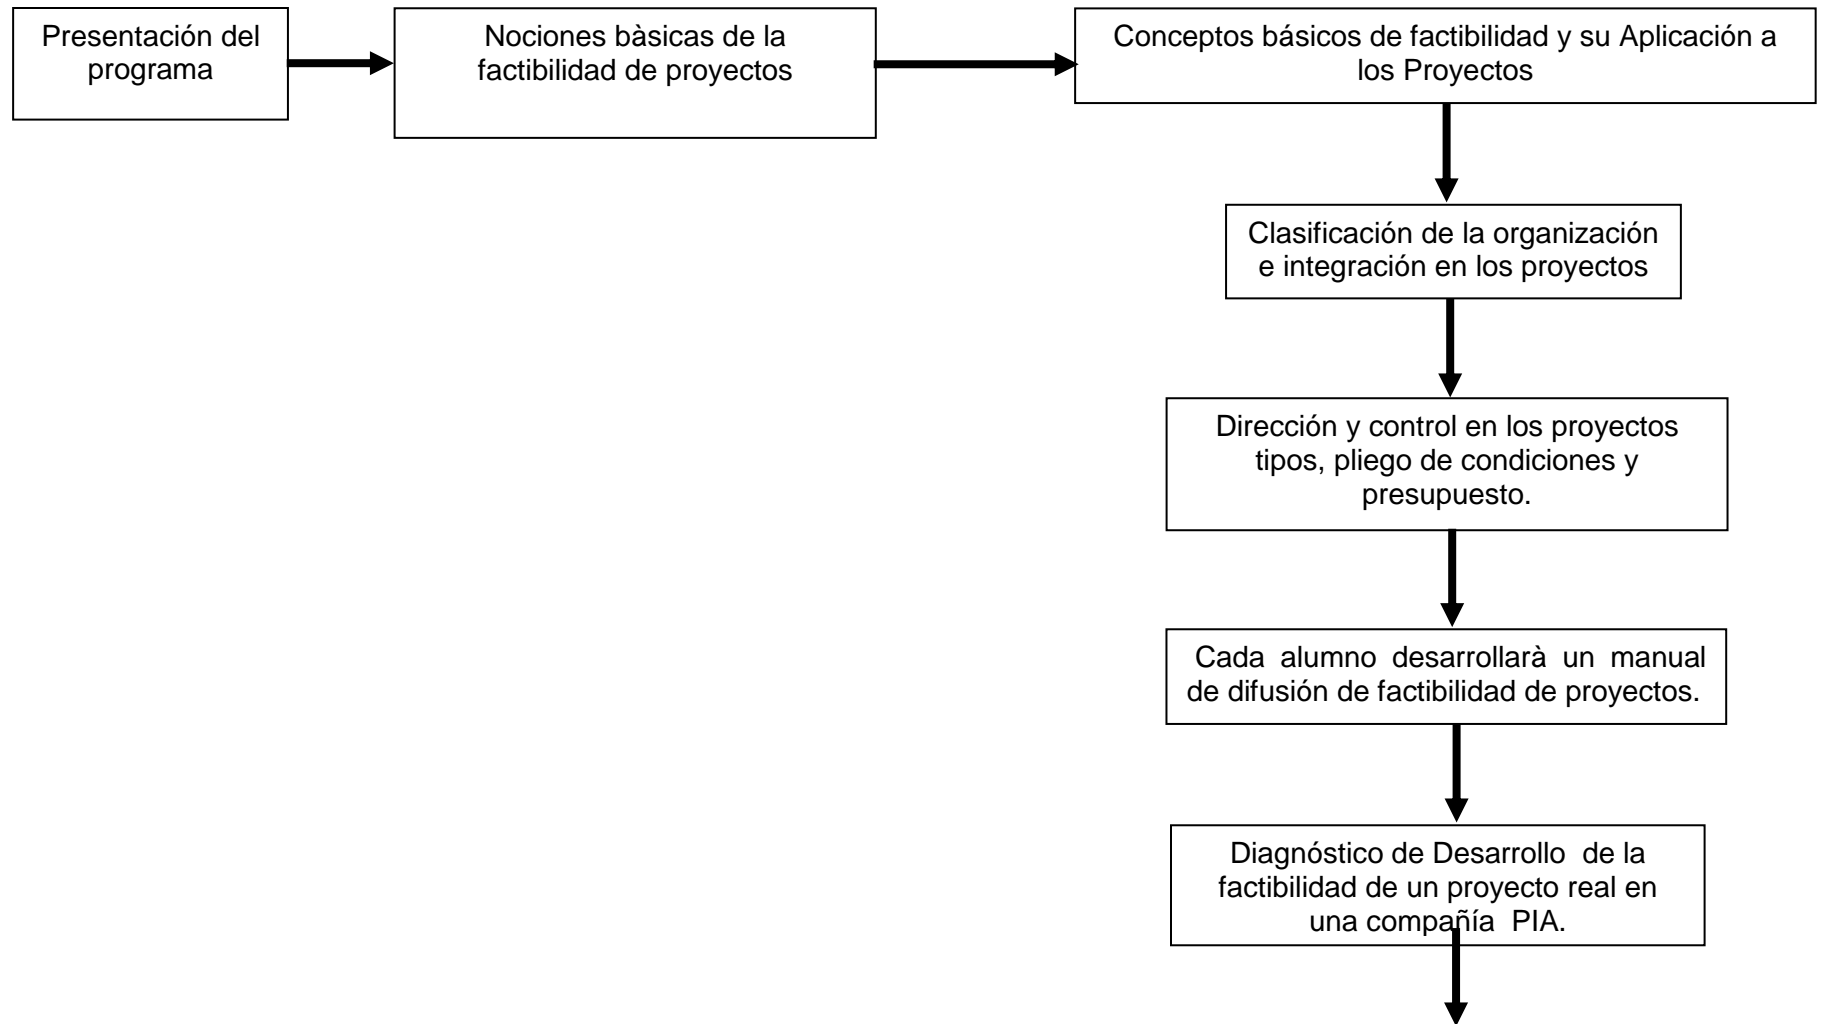 Presentación del
programa
Nociones bàsicas de la
factibilidad de proyectos
Conceptos básicos de factibilidad y su Aplicación a
los Proyectos
Clasificación de la organización
e integración en los proyectos
Dirección y control en los proyectos
tipos, pliego de condiciones y
presupuesto.
Cada alumno desarrollarà un manual
de difusión de factibilidad de proyectos.
Diagnóstico de Desarrollo de la
factibilidad de un proyecto real en
una compañía PIA.